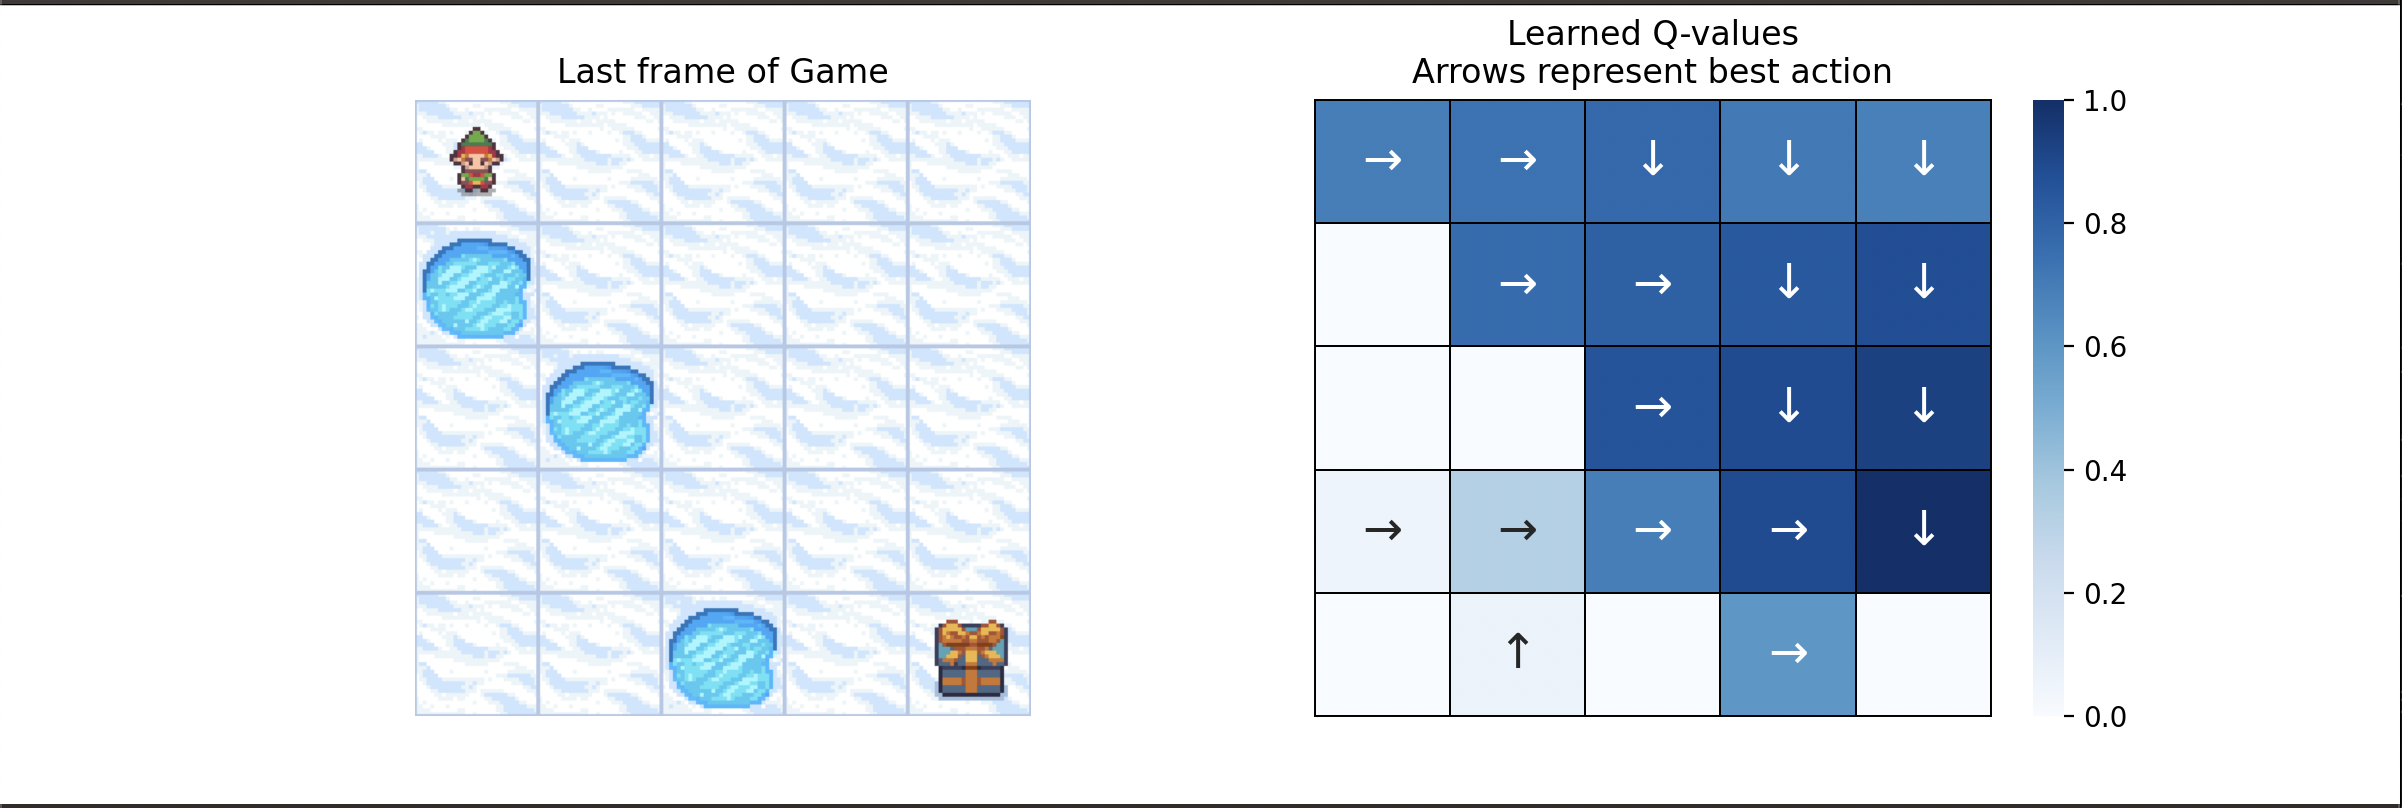 Last frame of Game
Learned Q-values
Arrows represent best action
→ → ↓ ↓ ↓
→ → ↓ ↓
→ ↓ ↓
→ → → → ↓
↑ →
1.0
0.8
0.6
0.4
0.2
0.0